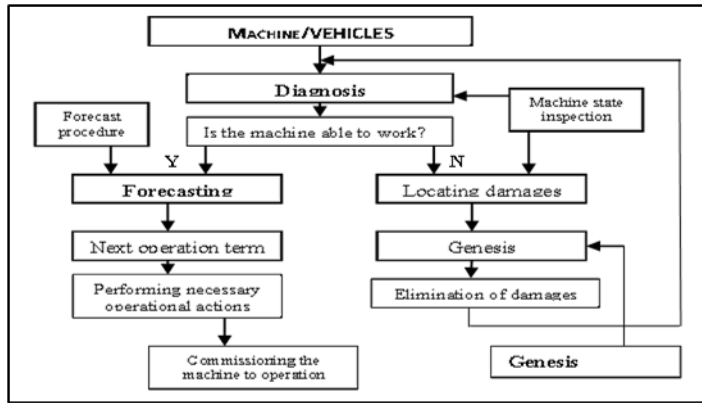 MACHINE/VEHICLES
Diagnosis
Forecast
procedure
Is the machine able to work?
Machine state
inspection
Y
N
Forecasting
Locating damages
Next operation term
Genesis
Performing necessary
operational actions
Elimination of damages
Commissioning the
machine to operation
Genesis